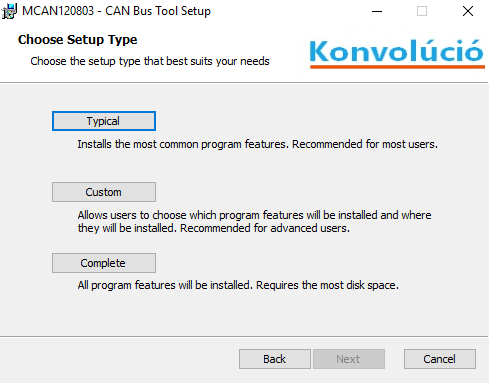 MCAN120803 - CAN Bus Tool Setup
Choose Setup Type
Choose the setup type that best suits your needs
Konvolúció
Typical
Installs the most common program features. Recommended for most users.
Custom
Allows users to choose which program features will be installed and where
they will be installed. Recommended for advanced users.
Complete
All program features will be installed. Requires the most disk space.
Back
Next
Cancel